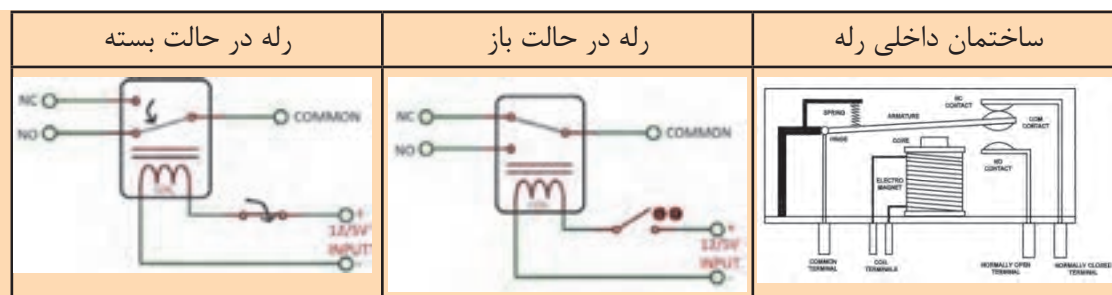 ساختمان داخلی رله
رله در حالت باز
رله در حالت بسته
NC
CONTACT
SPRING
ARMATURE
COM
CONTACT
HINGE
CORE
NO
CONTACT
ELECTRO
MAGNET
COMMON
TERMINAL
COIL
TERMINALS
NORMALLY OPEN
TERMINAL
NORMALLY CLOSED
TERMINAL
NC
COMMON
NO
COIL
+
12/5V
INPUT
-
NC
COMMON
NO
COIL
+
12/5V
INPUT
-